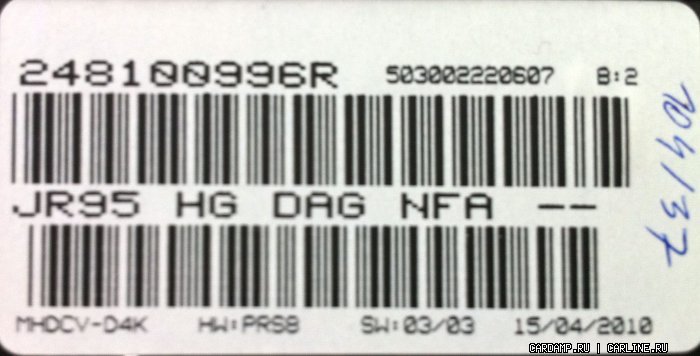 248100996R 503002220607 B:2
JR95 HG DAG NFA --
MHDCV-D4K HW:PRS8 SW:03/03 15/04/2010
CARDAMP.RU | CARLINE.RU